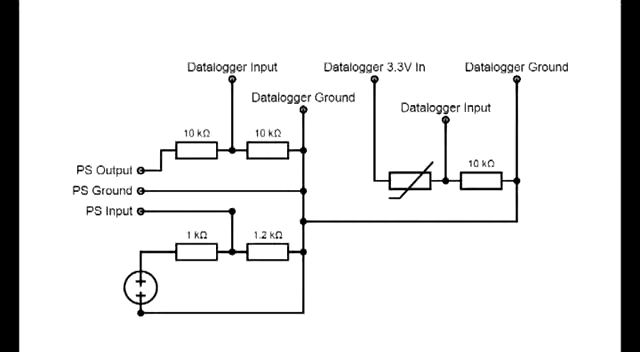 Datalogger Input
Datalogger 3.3V In
Datalogger Ground
Datalogger Ground
Datalogger Input
10 kΩ
10 kΩ
10 kΩ
PS Output
PS Ground
PS Input
1 kΩ
1.2 kΩ